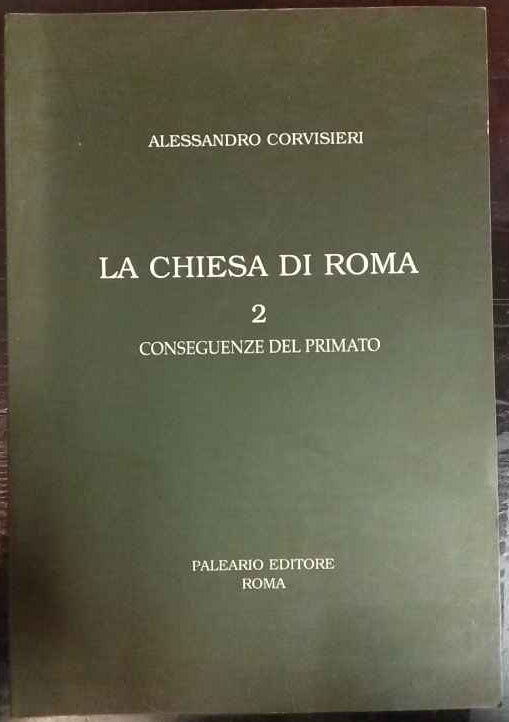 ALESSANDRO CORVISIERI
LA CHIESA DI ROMA
2
CONSEGUENZE DEL PRIMATO
PALEARIO EDITORE
ROMA